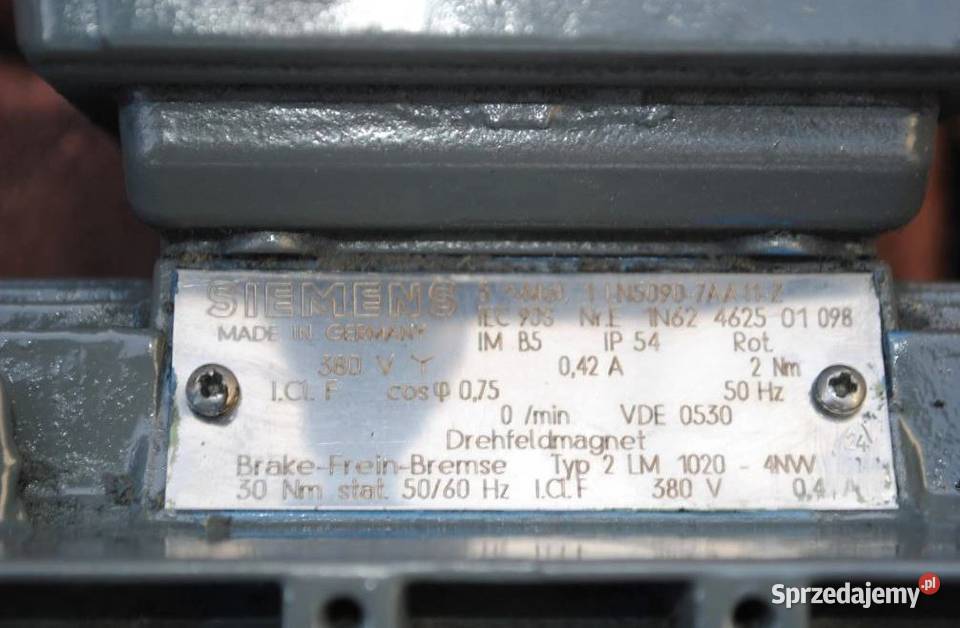 SIEMENS
MADE IN GERMANY
IEC 90S Nr.E 1N62 4625 01 098
IM B5 IP 54 Rot.
380 V Y 0,42 A 2 Nm
I.Cl. F cosφ 0,75 50 Hz
0 /min VDE 0530
Drehfeldmagnet
Brake-Frein-Bremse Typ 2 LM 1020 - 4NW
30 Nm stat. 50/60 Hz I.Cl.F 380 V A
Sprzedajemy.pl